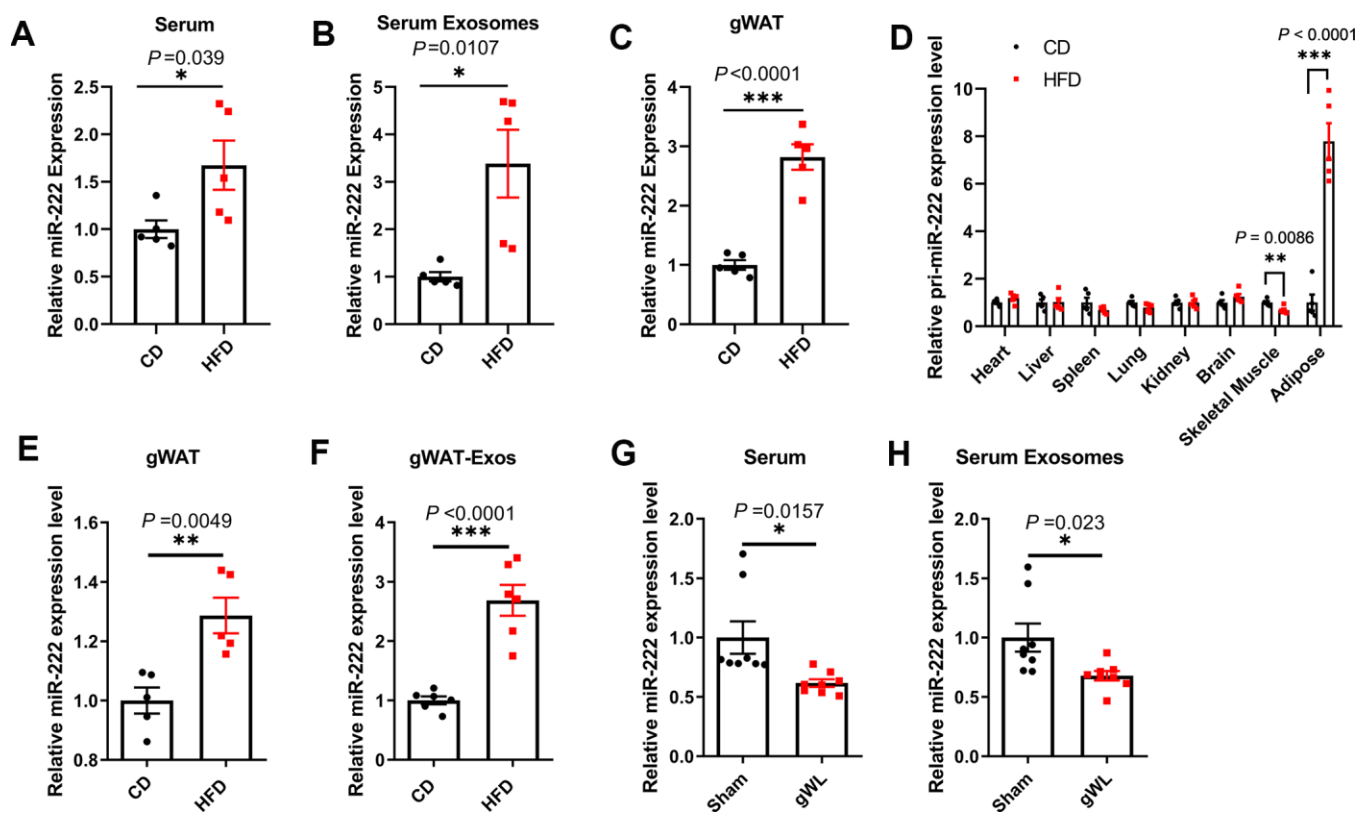 A
Serum
P =0.039
*
Relative miR-222 Expression
2.5
2.0
1.5
1.0
0.5
0.0
CD
HFD
B
Serum Exosomes
P =0.0107
*
Relative miR-222 Expression
5
4
3
2
1
0
CD
HFD
C
gWAT
P <0.0001
***
Relative miR-222 Expression
4
3
2
1
0
CD
HFD
D
CD
HFD
P < 0.0001
***
P = 0.0086
**
Relative pri-miR-222 expression level
10
8
6
4
2
0
Heart
Liver
Spleen
Lung
Kidney
Brain
Skeletal Muscle
Adipose
E
gWAT
P =0.0049
**
Relative miR-222 expression level
1.6
1.4
1.2
1.0
0.8
CD
HFD
F
gWAT-Exos
P <0.0001
***
Relative miR-222 expression level
4
3
2
1
0
CD
HFD
G
Serum
P =0.0157
*
Relative miR-222 expression level
2.0
1.5
1.0
0.5
0.0
Sham
gWL
H
Serum Exosomes
P =0.023
*
Relative miR-222 expression level
2.0
1.5
1.0
0.5
0.0
Sham
gWL